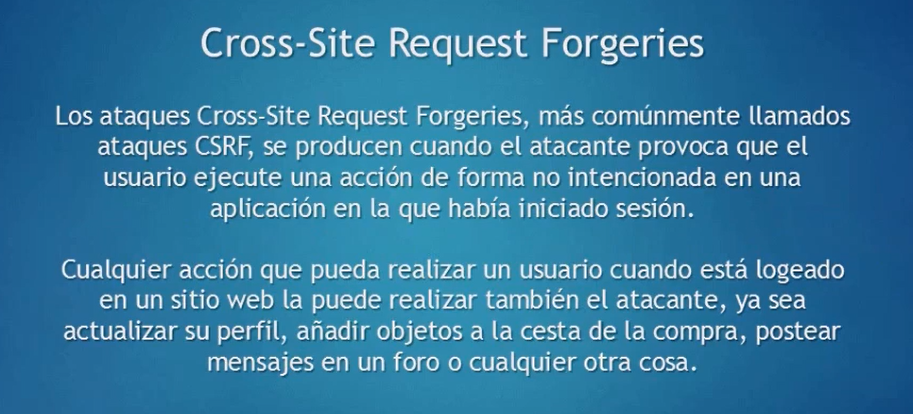 Cross-Site Request Forgeries
Los ataques Cross-Site Request Forgeries, más comúnmente llamados
ataques CSRF, se producen cuando el atacante provoca que el
usuario ejecute una acción de forma no intencionada en una
aplicación en la que había iniciado sesión.
Cualquier acción que pueda realizar un usuario cuando está logeado
en un sitio web la puede realizar también el atacante, ya sea
actualizar su perfil, añadir objetos a la cesta de la compra, postear
mensajes en un foro o cualquier otra cosa.